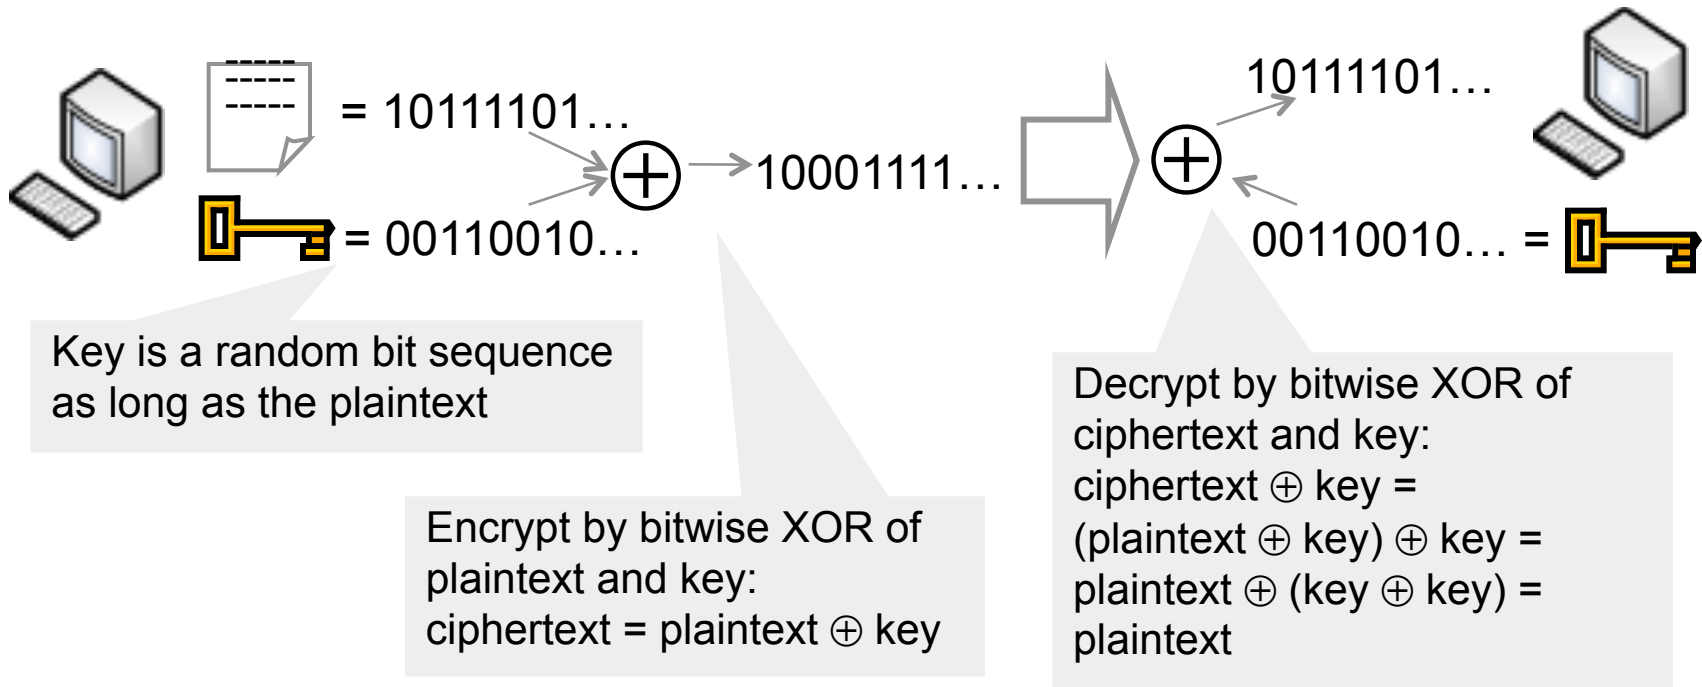 = 10111101…
= 00110010…
10001111…
10111101…
00110010… =
Key is a random bit sequence
as long as the plaintext
Encrypt by bitwise XOR of
plaintext and key:
ciphertext = plaintext ⊕ key
Decrypt by bitwise XOR of
ciphertext and key:
ciphertext ⊕ key =
(plaintext ⊕ key) ⊕ key =
plaintext ⊕ (key ⊕ key) =
plaintext